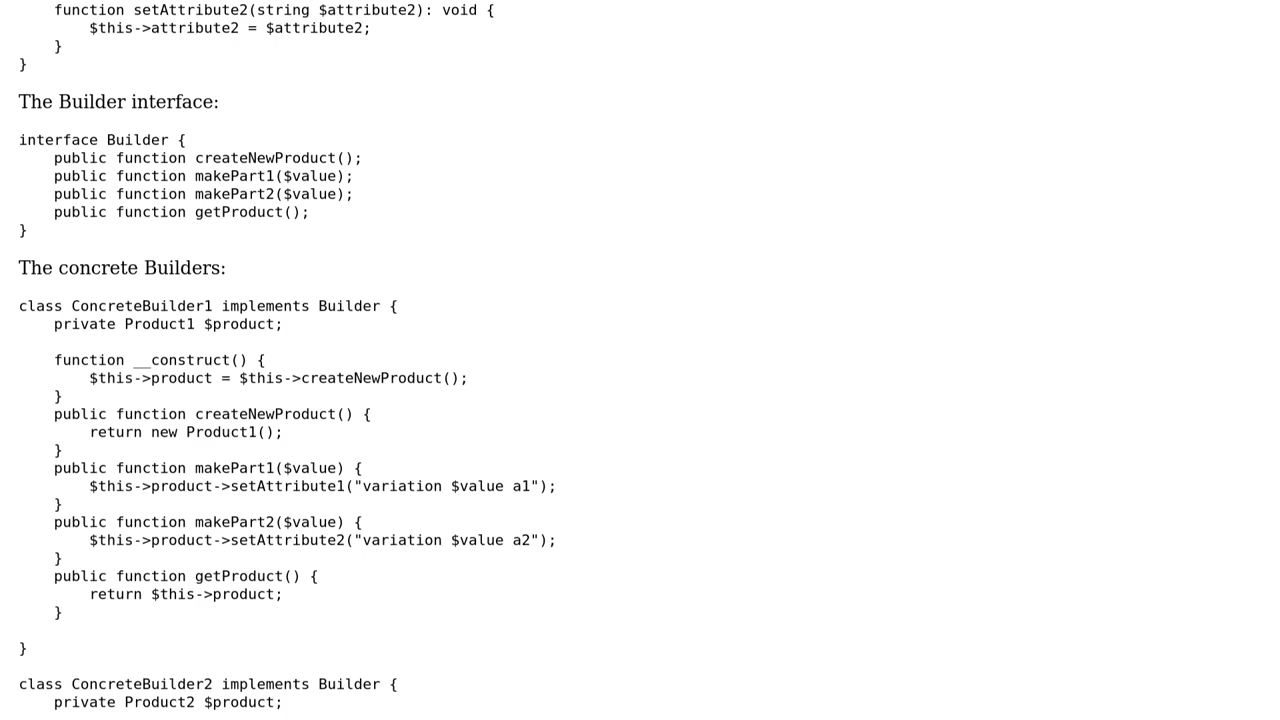 function setAttribute2(string $attribute2): void {
        $this->attribute2 = $attribute2;
    }
}
The Builder interface:
interface Builder {
    public function createNewProduct();
    public function makePart1($value);
    public function makePart2($value);
    public function getProduct();
}
The concrete Builders:
class ConcreteBuilder1 implements Builder {
    private Product1 $product;
    function __construct() {
        $this->product = $this->createNewProduct();
    }
    public function createNewProduct() {
        return new Product1();
    }
    public function makePart1($value) {
        $this->product->setAttribute1("variation $value a1");
    }
    public function makePart2($value) {
        $this->product->setAttribute2("variation $value a2");
    }
    public function getProduct() {
        return $this->product;
    }
}
class ConcreteBuilder2 implements Builder {
    private Product2 $product;